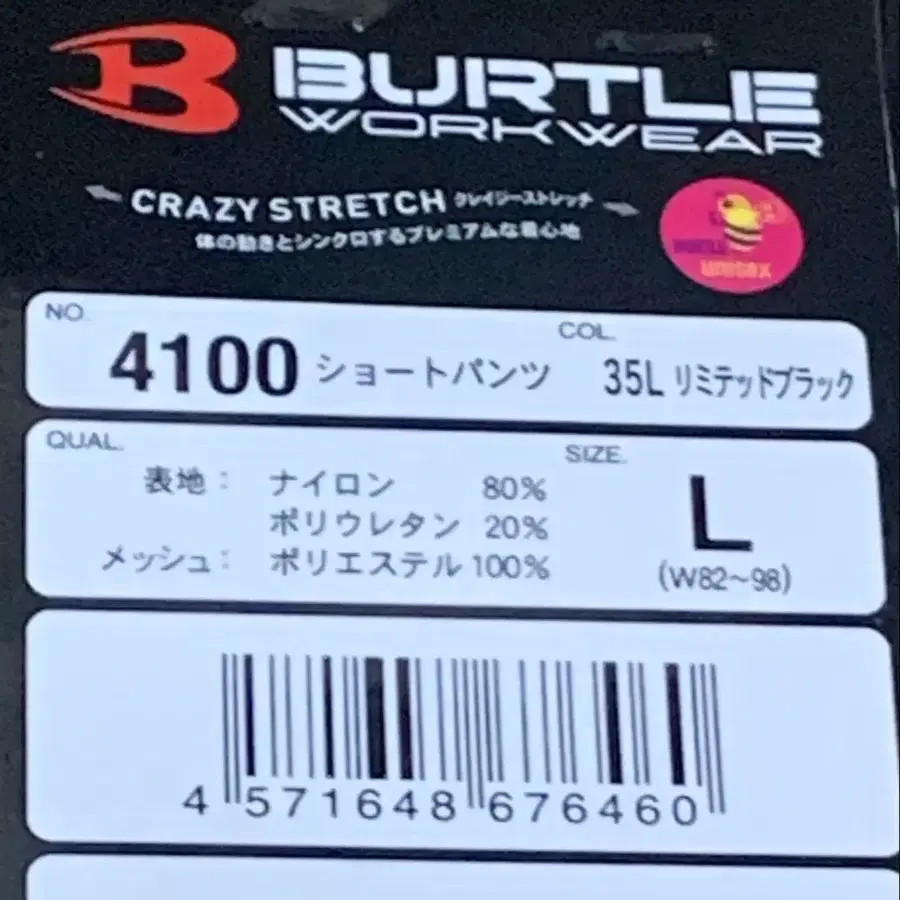 BURTLE
WORKWEAR
CRAZY STRETCH クレイジーストレッチ
体の動きとシンクロするプレミアムな着心地
BURTLE
UNISEX
NO.
4100 ショートパンツ
COL.
35L リミテッドブラック
QUAL.
表地: ナイロン 80%
ポリウレタン 20%
メッシュ: ポリエステル 100%
SIZE.
L
(W82~98)
4 571648 676460